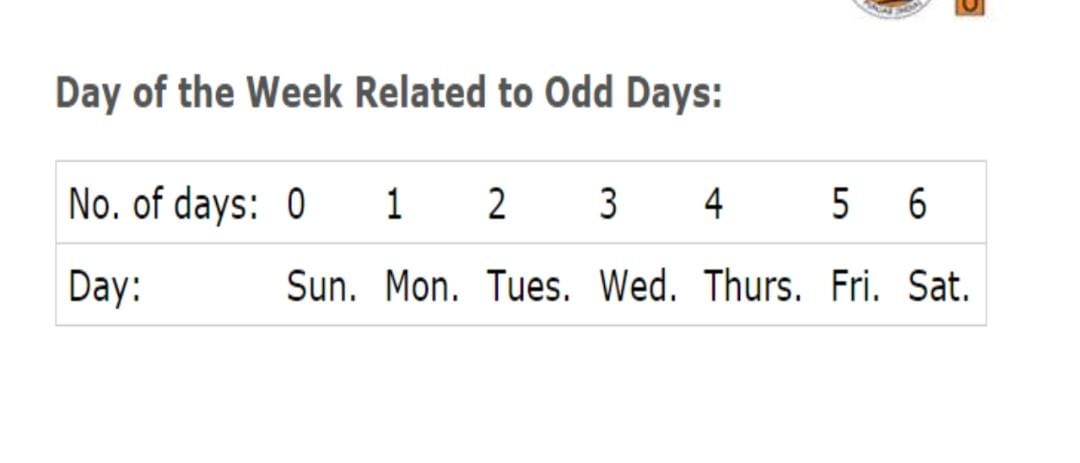 Day of the Week Related to Odd Days:
No. of days: 0 1 2 3 4 5 6
Day: Sun. Mon. Tues. Wed. Thurs. Fri. Sat.